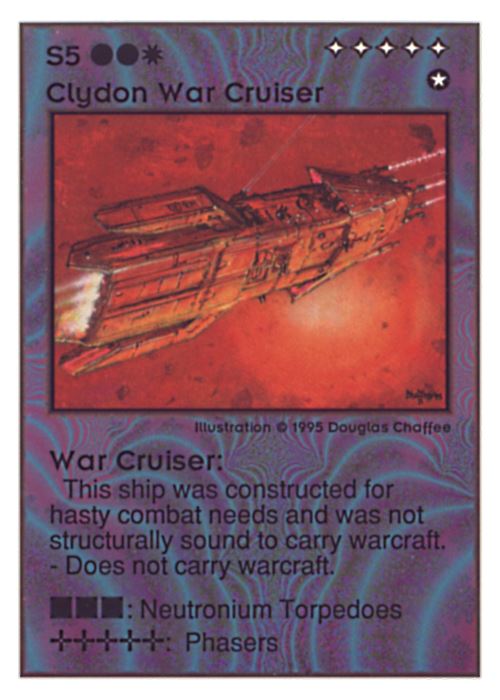 S5
Clydon War Cruiser
Illustration © 1995 Douglas Chaffee
War Cruiser:
This ship was constructed for
hasty combat needs and was not
structurally sound to carry warcraft.
- Does not carry warcraft.
: Neutronium Torpedoes
: Phasers